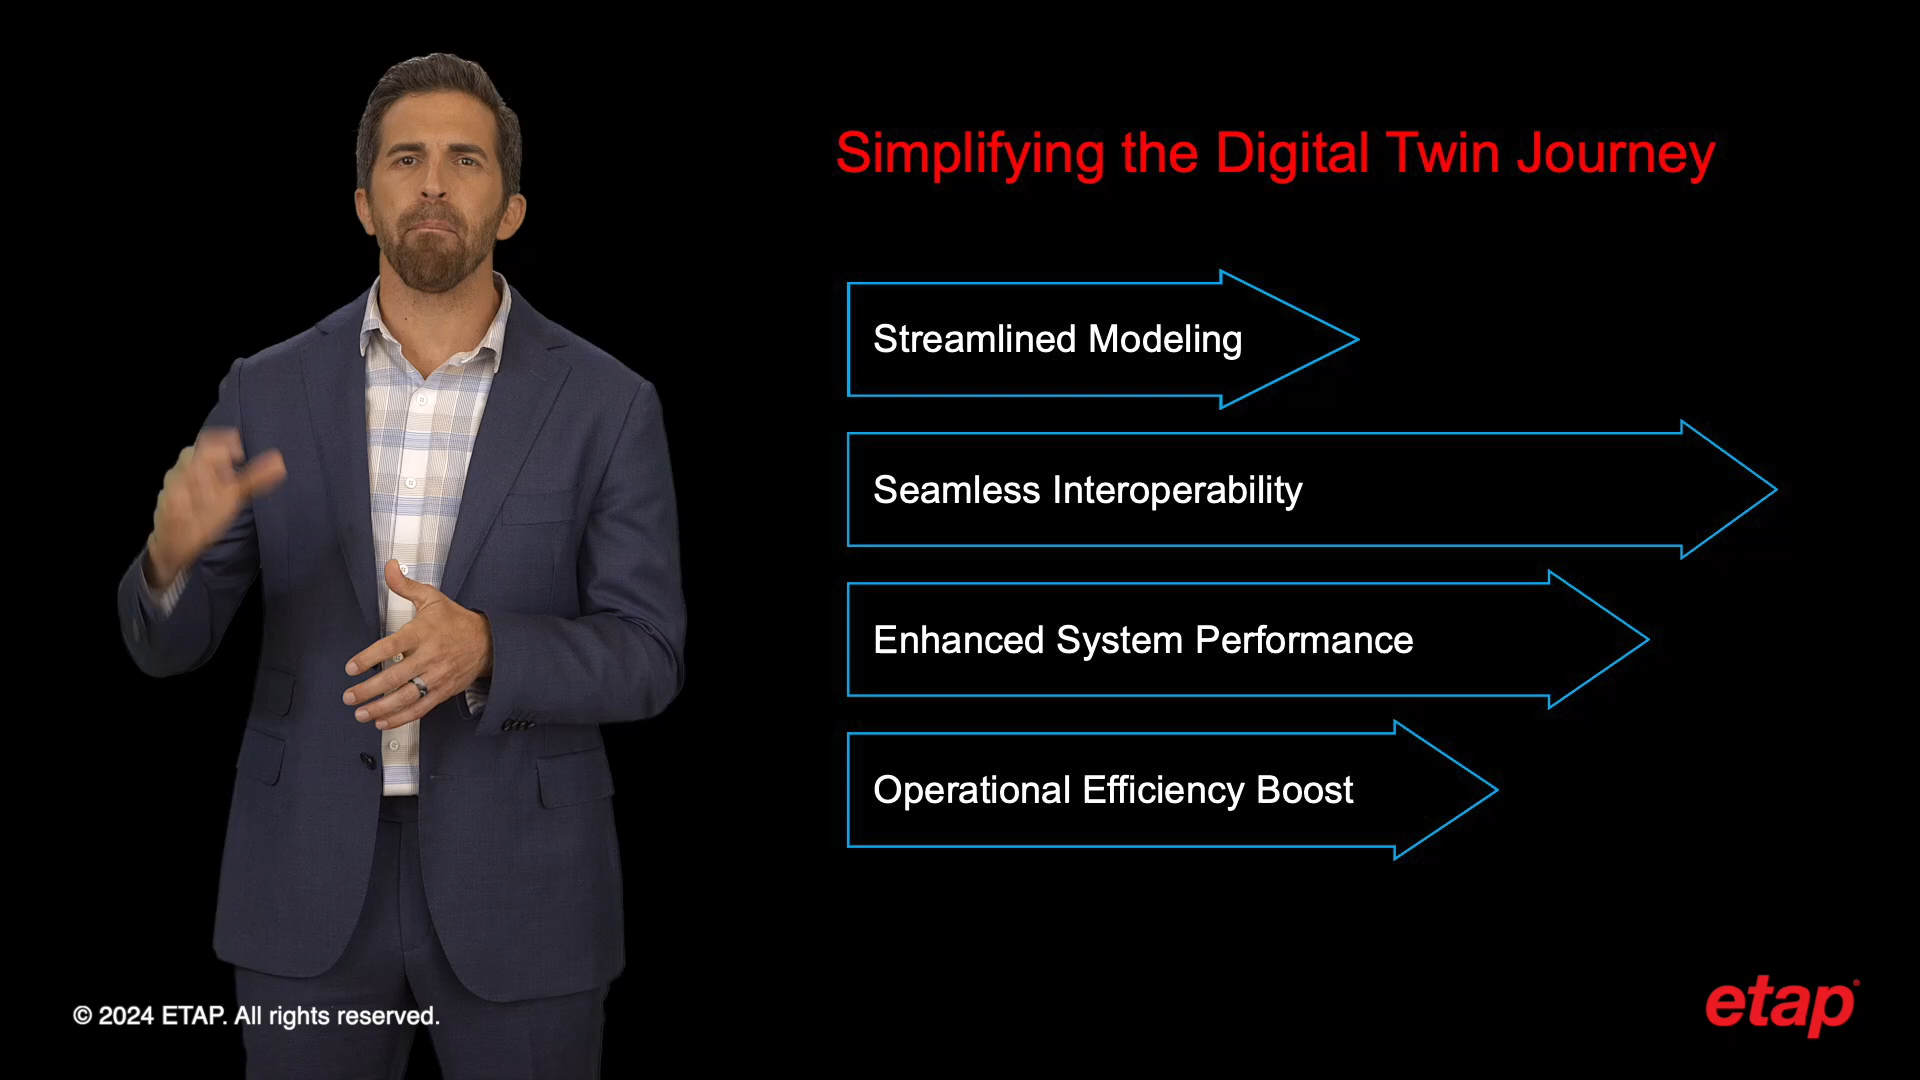 Simplifying the Digital Twin Journey
Streamlined Modeling
Seamless Interoperability
Enhanced System Performance
Operational Efficiency Boost
© 2024 ETAP. All rights reserved.
etap